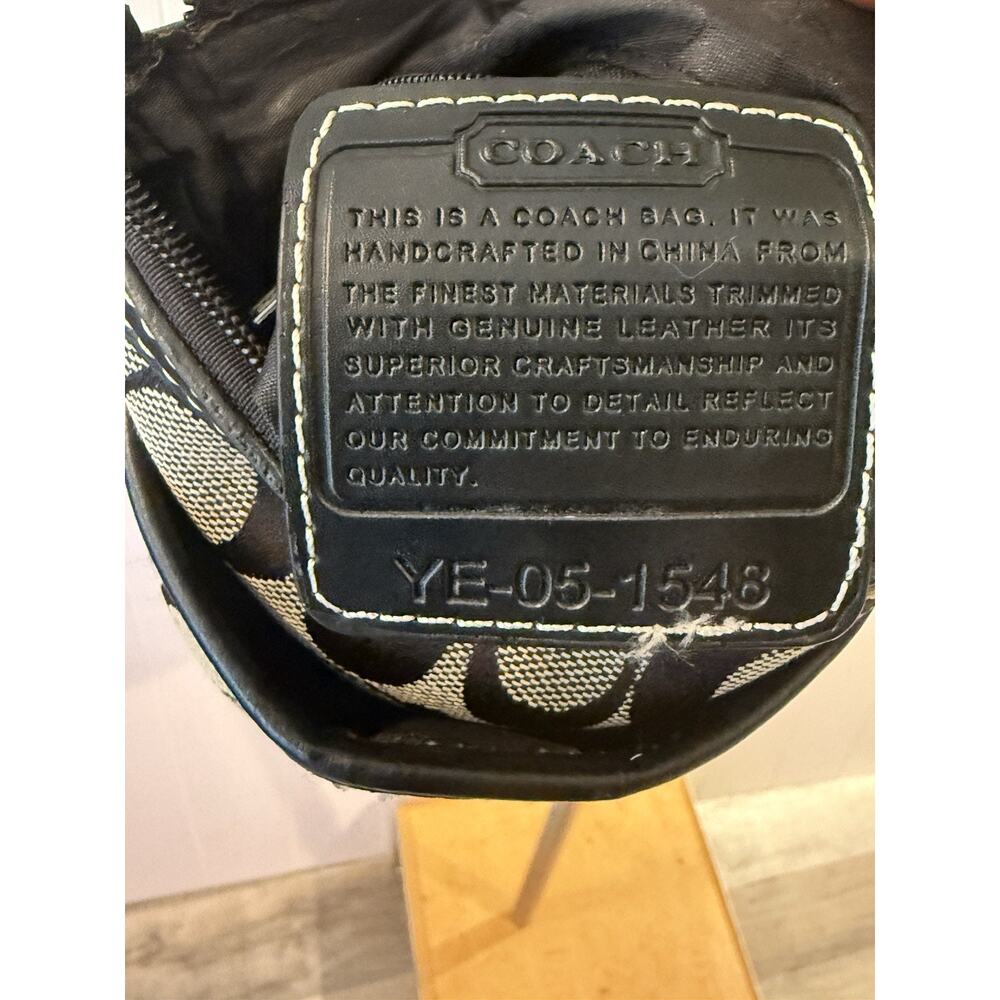 COACH
THIS IS A COACH BAG. IT WAS
HANDCRAFTED IN CHINA FROM
THE FINEST MATERIALS TRIMMED
WITH GENUINE LEATHER ITS
SUPERIOR CRAFTSMANSHIP AND
ATTENTION TO DETAIL REFLECT
OUR COMMITMENT TO ENDURING
QUALITY.
YE-05-1548